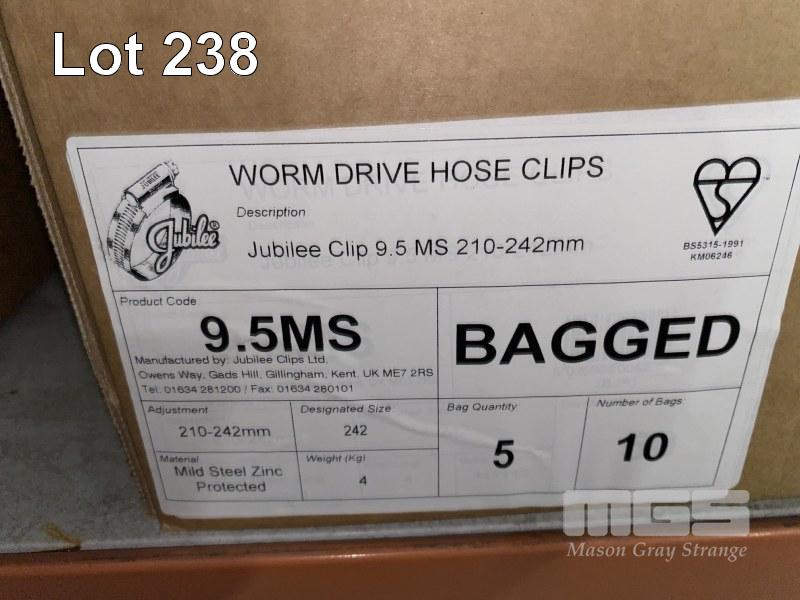 Lot 238
WORM DRIVE HOSE CLIPS
Description
Jubilee Clip 9.5 MS 210-242mm
JUBILEE
Jubilee®
BS5315-1991
KM06246
Product Code
9.5MS
BAGGED
Manufactured by: Jubilee Clips Ltd.
Owens Way, Gads Hill, Gillingham, Kent. UK ME7 2RS
Tel: 01634 281200 / Fax: 01634 280101
Adjustment
210-242mm
Designated Size
242
Bag Quantity
5
Number of Bags:
10
Material
Mild Steel Zinc
Protected
Weight (Kg)
4
MGS
Mason Gray Strange